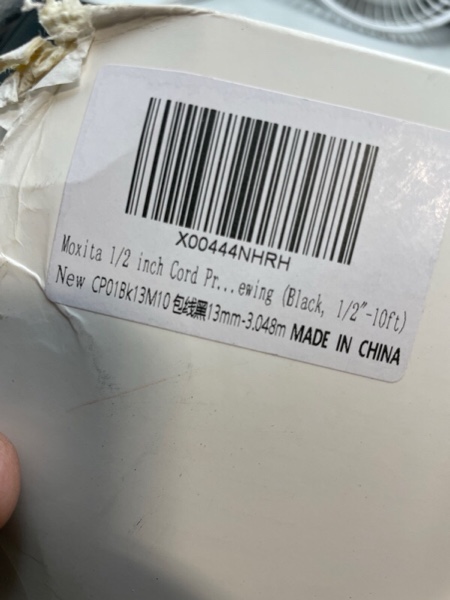 X00444NHRH
Moxita 1/2 inch Cord Pr...ewing (Black, 1/2"-10ft)
New CP01Bk13M10 包线黑13mm-3.048m MADE IN CHINA